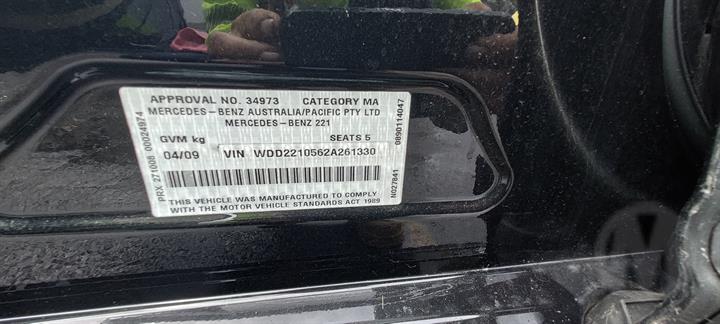 APPROVAL NO. 34973 CATEGORY MA
MERCEDES-BENZ AUSTRALIA/PACIFIC PTY LTD
MERCEDES-BENZ 221
GVM kg SEATS 5
04/09 VIN WDD2210562A261330
THIS VEHICLE WAS MANUFACTURED TO COMPLY
WITH THE MOTOR VEHICLE STANDARDS ACT 1989
PRX 271008 00024974
N027841 0890114047